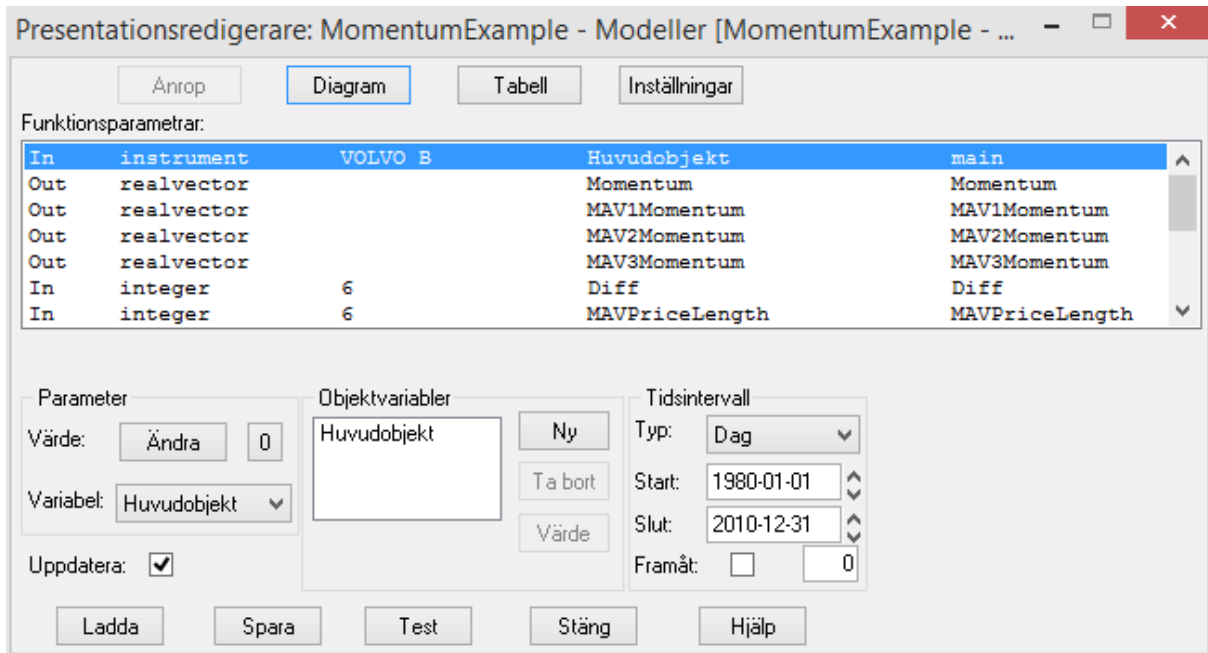 Presentationsredigerare: MomentumExample - Modeller [MomentumExample - ...
Anrop Diagram Tabell Inställningar
Funktionsparametrar:
In instrument VOLVO B Huvudobjekt main
Out realvector Momentum Momentum
Out realvector MAV1Momentum MAV1Momentum
Out realvector MAV2Momentum MAV2Momentum
Out realvector MAV3Momentum MAV3Momentum
In integer 6 Diff Diff
In integer 6 MAVPriceLength MAVPriceLength
Parameter
Värde: Ändra 0
Variabel: Huvudobjekt
Uppdatera:
Objektvariabler
Huvudobjekt
Ny
Ta bort
Värde
Tidsintervall
Typ: Dag
Start: 1980-01-01
Slut: 2010-12-31
Framåt: 0
Ladda Spara Test Stäng Hjälp